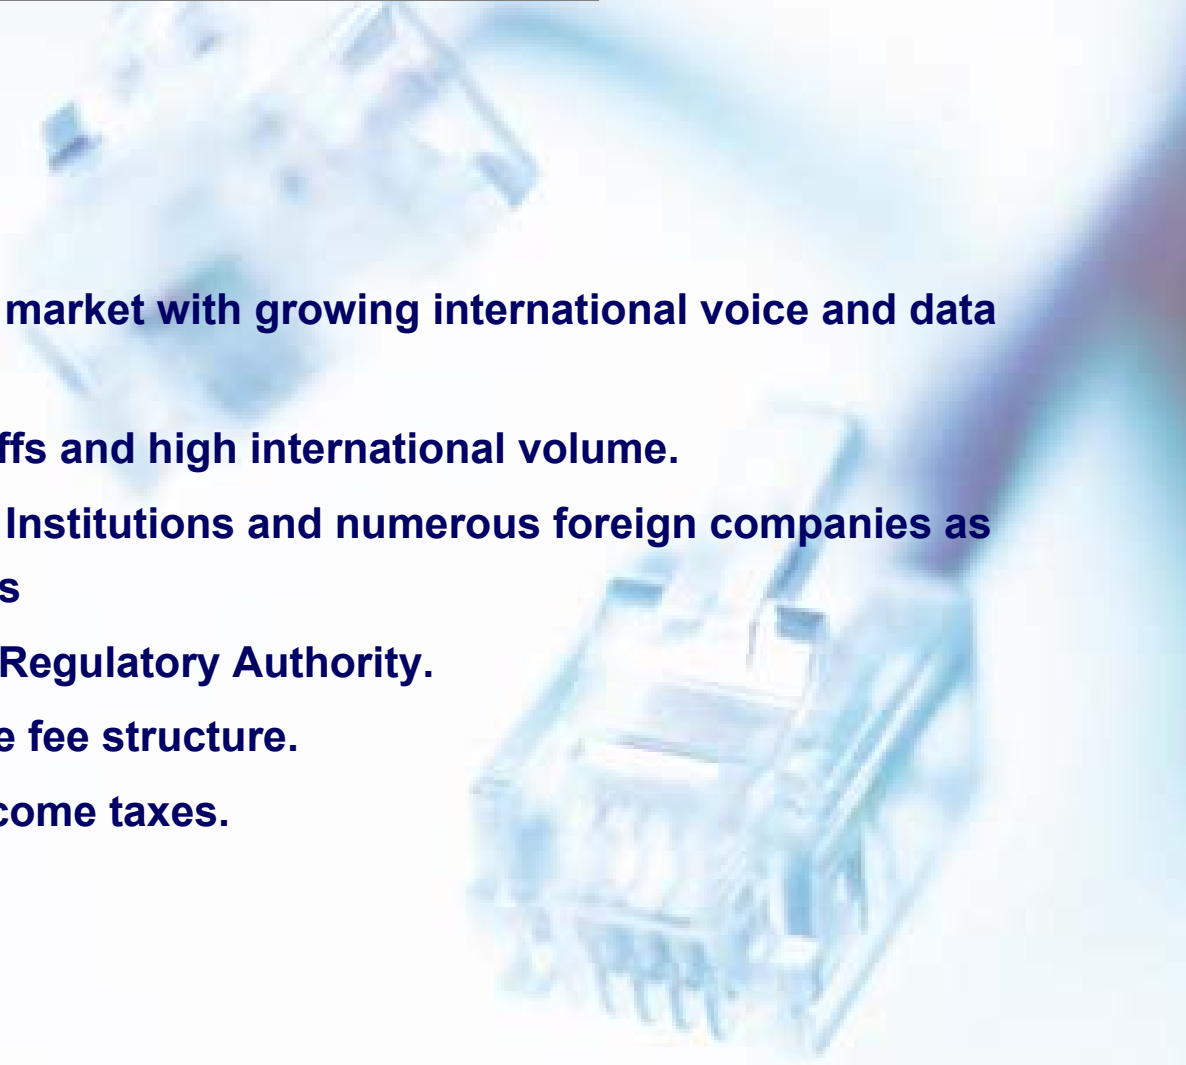 market with growing international voice and data
ffs and high international volume.
Institutions and numerous foreign companies as
s
Regulatory Authority.
e fee structure.
come taxes.